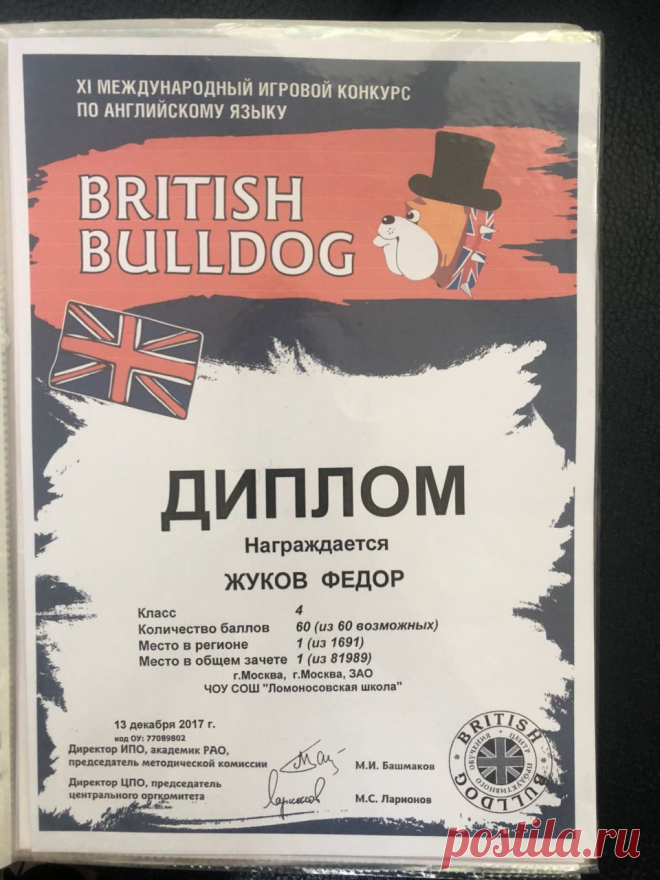 XI МЕЖДУНАРОДНЫЙ ИГРОВОЙ КОНКУРС
ПО АНГЛИЙСКОМУ ЯЗЫКУ
BRITISH
BULLDOG
ДИПЛОМ
Награждается
ЖУКОВ ФЕДОР
Класс 4
Количество баллов 60 (из 60 возможных)
Место в регионе 1 (из 1691)
Место в общем зачете 1 (из 81989)
г.Москва, г.Москва, ЗАО
ЧОУ СОШ "Ломоносовская школа"
13 декабря 2017 г.
код ОУ: 77089802
Директор ИПО, академик РАО,
председатель методической комиссии М.И. Башмаков
Директор ЦПО, председатель
центрального оргкомитета М.С. Ларионов
BRITISH BULLDOG
ЦЕНТР ПРОДУКТИВНОГО ОБУЧЕНИЯ
postila.ru